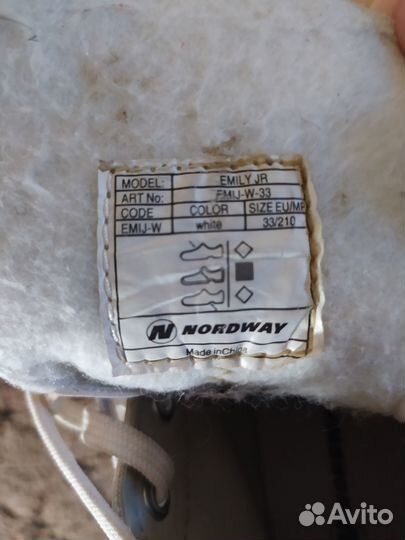 MODEL: EMILY JR
ART No: EMIJ-W-33
CODE COLOR SIZE EU/MP
EMIJ-W white 33/210
N NORDWAY
Made in China
Avito